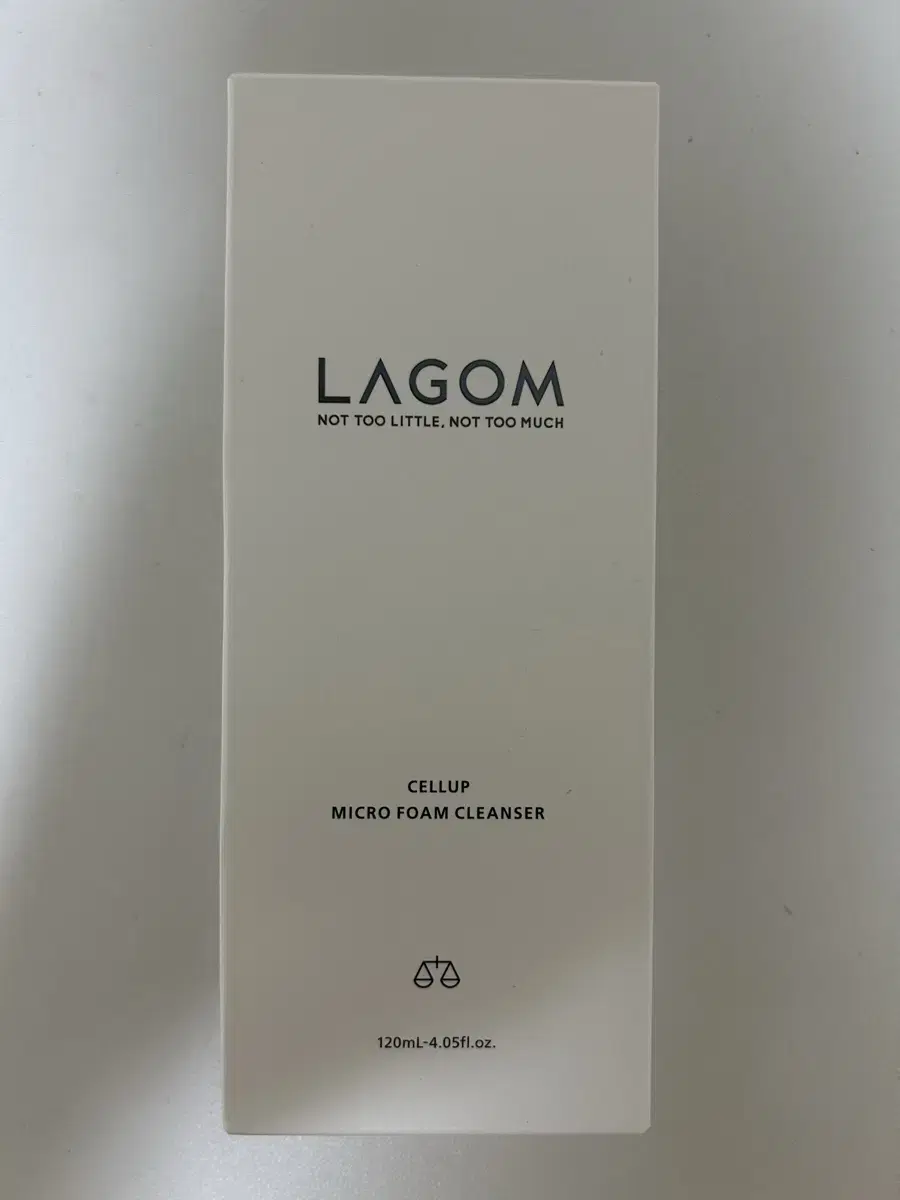 LAGOM
NOT TOO LITTLE, NOT TOO MUCH
CELLUP
MICRO FOAM CLEANSER
120mL-4.05fl.oz.